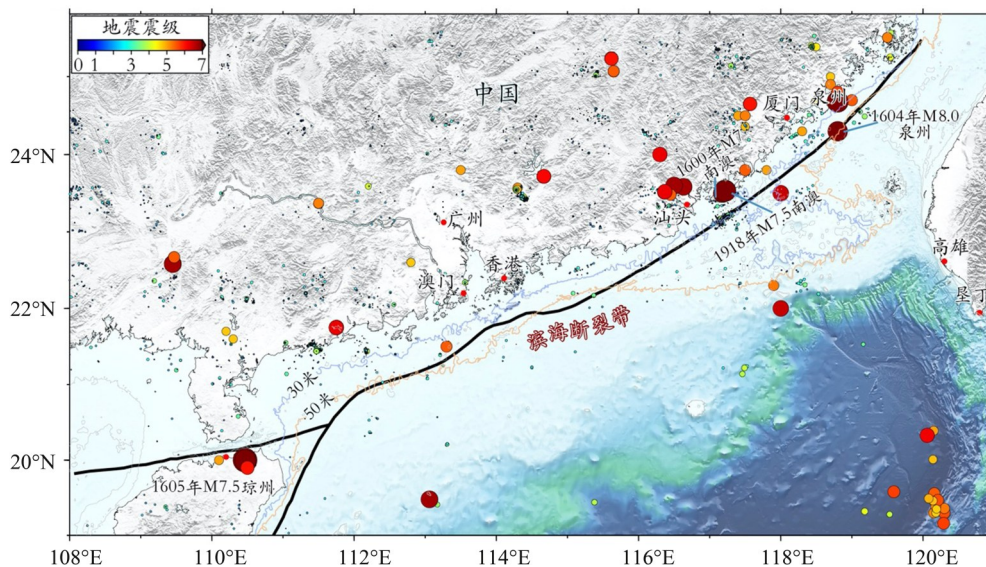 地震震级
0 1 3 5 7
中国
厦门
泉州
1604年M8.0
泉州
1600年M7
南澳
24°N
汕头
1918年M7.5南澳
广州
高雄
香港
澳门
垦丁
22°N
滨海断裂带
-30米
-50米
20°N
1605年M7.5琼州
108°E 110°E 112°E 114°E 116°E 118°E 120°E